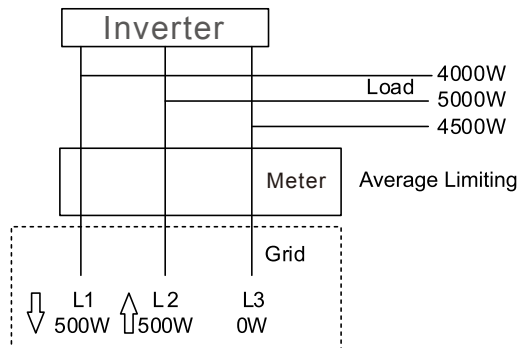 Inverter
4000W
Load
5000W
4500W
Meter
Average Limiting
Grid
L1 L2 L3
500W 500W 0W